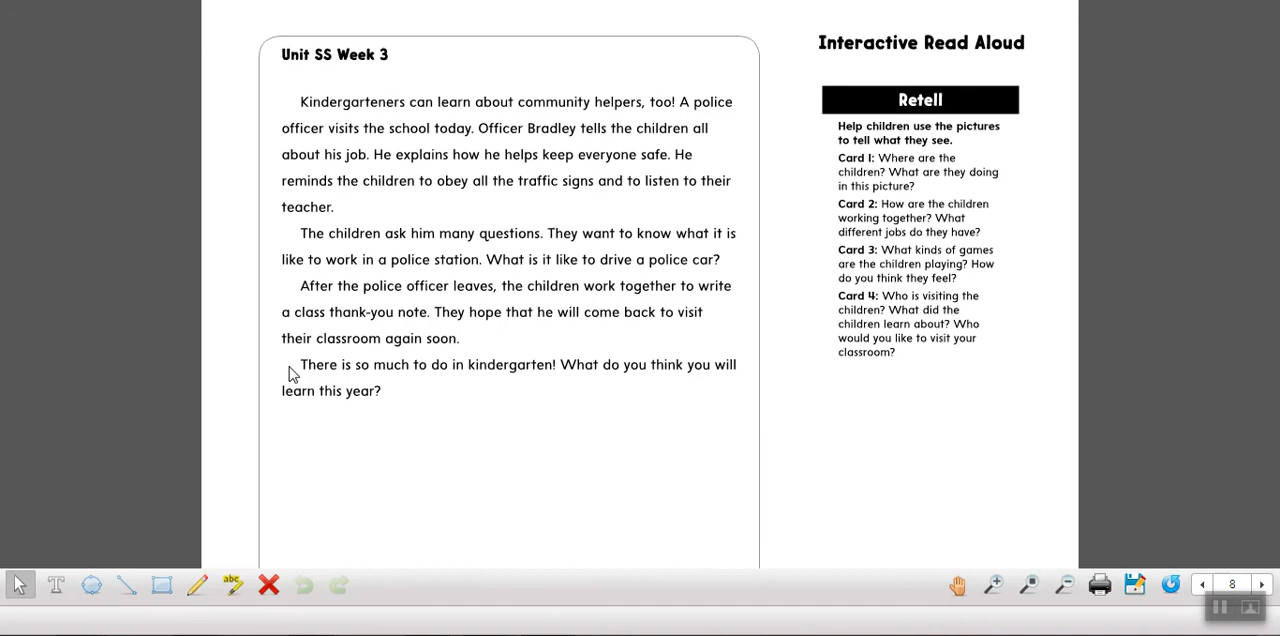 Unit SS Week 3
Kindergarteners can learn about community helpers, too! A police
officer visits the school today. Officer Bradley tells the children all
about his job. He explains how he helps keep everyone safe. He
reminds the children to obey all the traffic signs and to listen to their
teacher.
The children ask him many questions. They want to know what it is
like to work in a police station. What is it like to drive a police car?
After the police officer leaves, the children work together to write
a class thank-you note. They hope that he will come back to visit
their classroom again soon.
There is so much to do in kindergarten! What do you think you will
learn this year?
Interactive Read Aloud
Retell
Help children use the pictures
to tell what they see.
Card 1: Where are the
children? What are they doing
in this picture?
Card 2: How are the children
working together? What
different jobs do they have?
Card 3: What kinds of games
are the children playing? How
do you think they feel?
Card 4: Who is visiting the
children? What did the
children learn about? Who
would you like to visit your
classroom?
T
abc
8